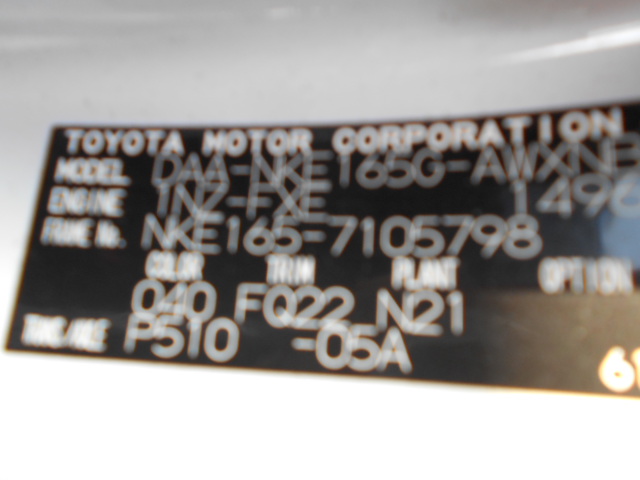 TOYOTA MOTOR CORPORATION
MODEL DAA-NKE165G-AWXNB
ENGINE 1NZ-FXE 1496
FRAME No. NKE165-7105798
COLOR TRIM PLANT OPTION
040 FQ22 N21
TRANS/AXLE P510 -05A